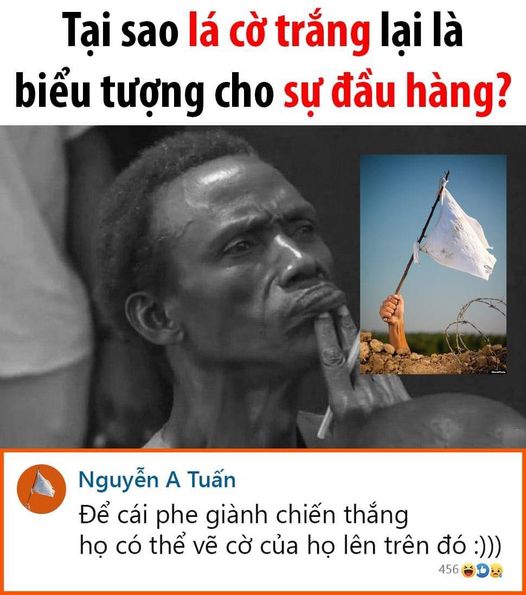 Tại sao lá cờ trắng lại là
biểu tượng cho sự đầu hàng?
Nguyễn A Tuấn
Để cái phe giành chiến thắng
họ có thể vẽ cờ của họ lên trên đó :)))
456